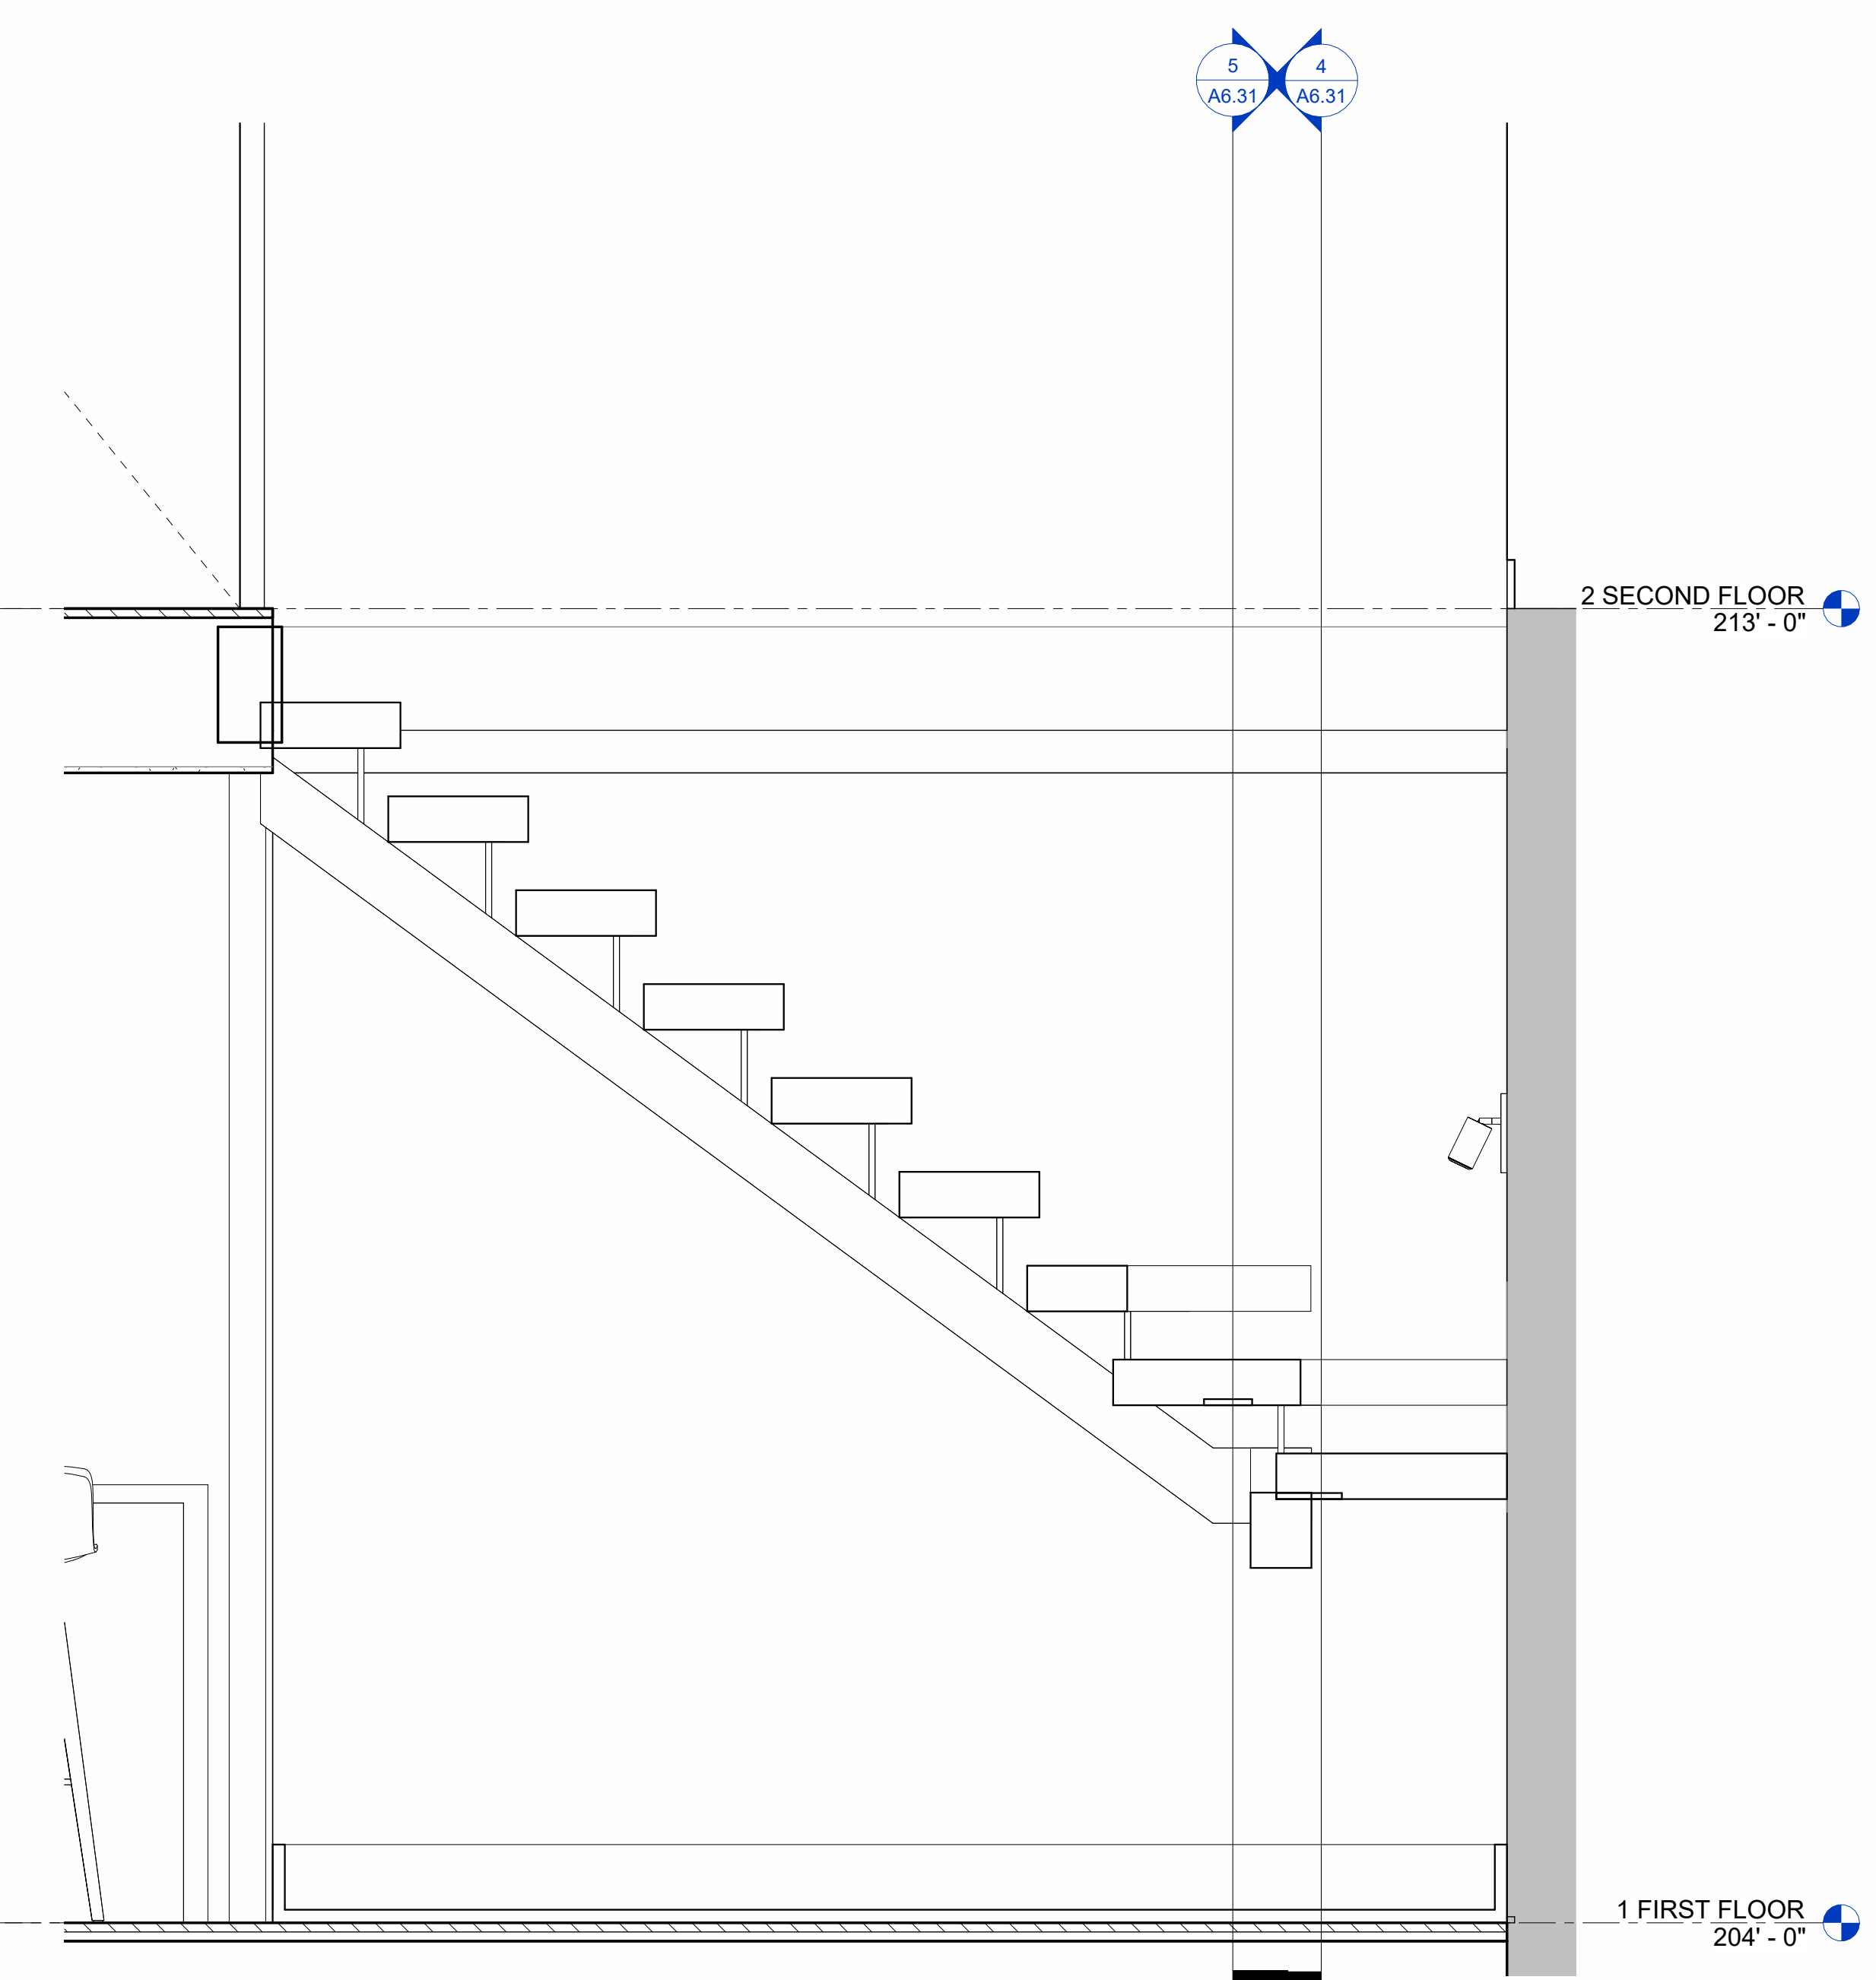 5
A6.31
4
A6.31
2 SECOND FLOOR
213' - 0"
1 FIRST FLOOR
204' - 0"